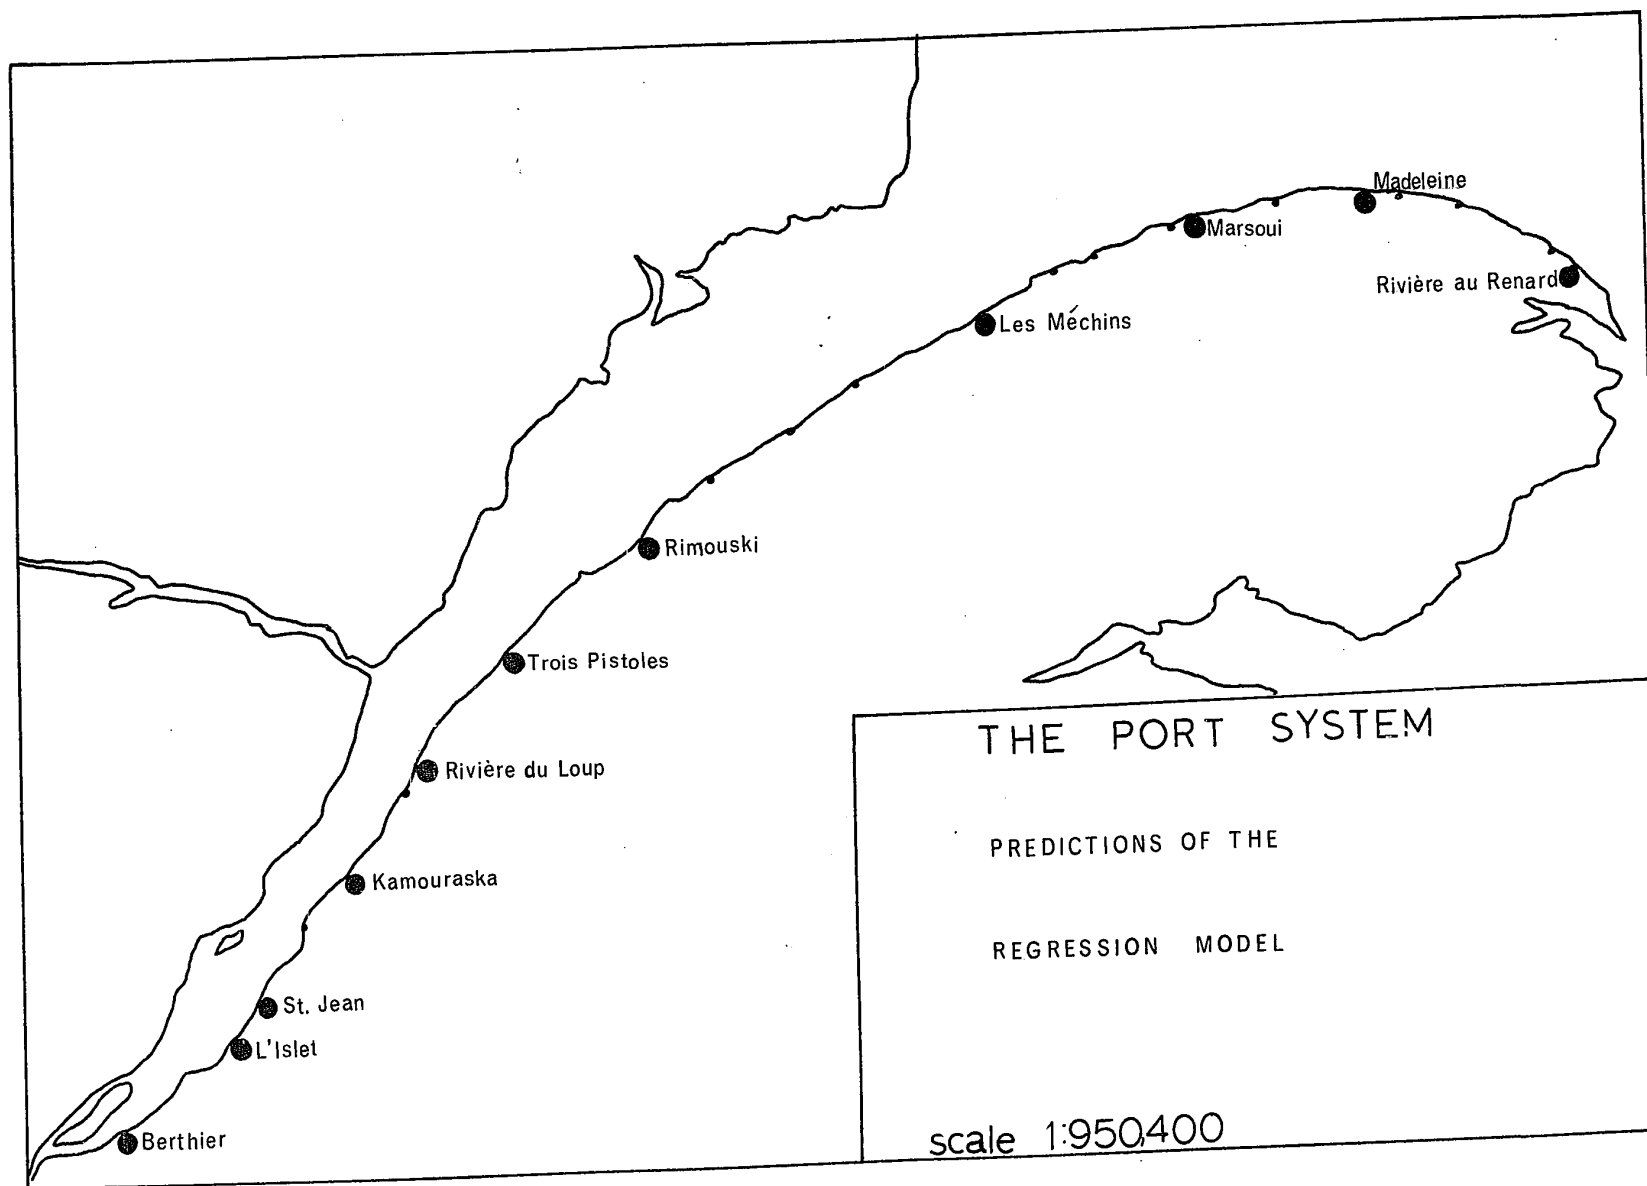 Madeleine
Marsoui
Rivière au Renard
Les Méchins
Rimouski
Trois Pistoles
Rivière du Loup
Kamouraska
St. Jean
L'Islet
Berthier
THE PORT SYSTEM
PREDICTIONS OF THE
REGRESSION MODEL
scale 1:950,400